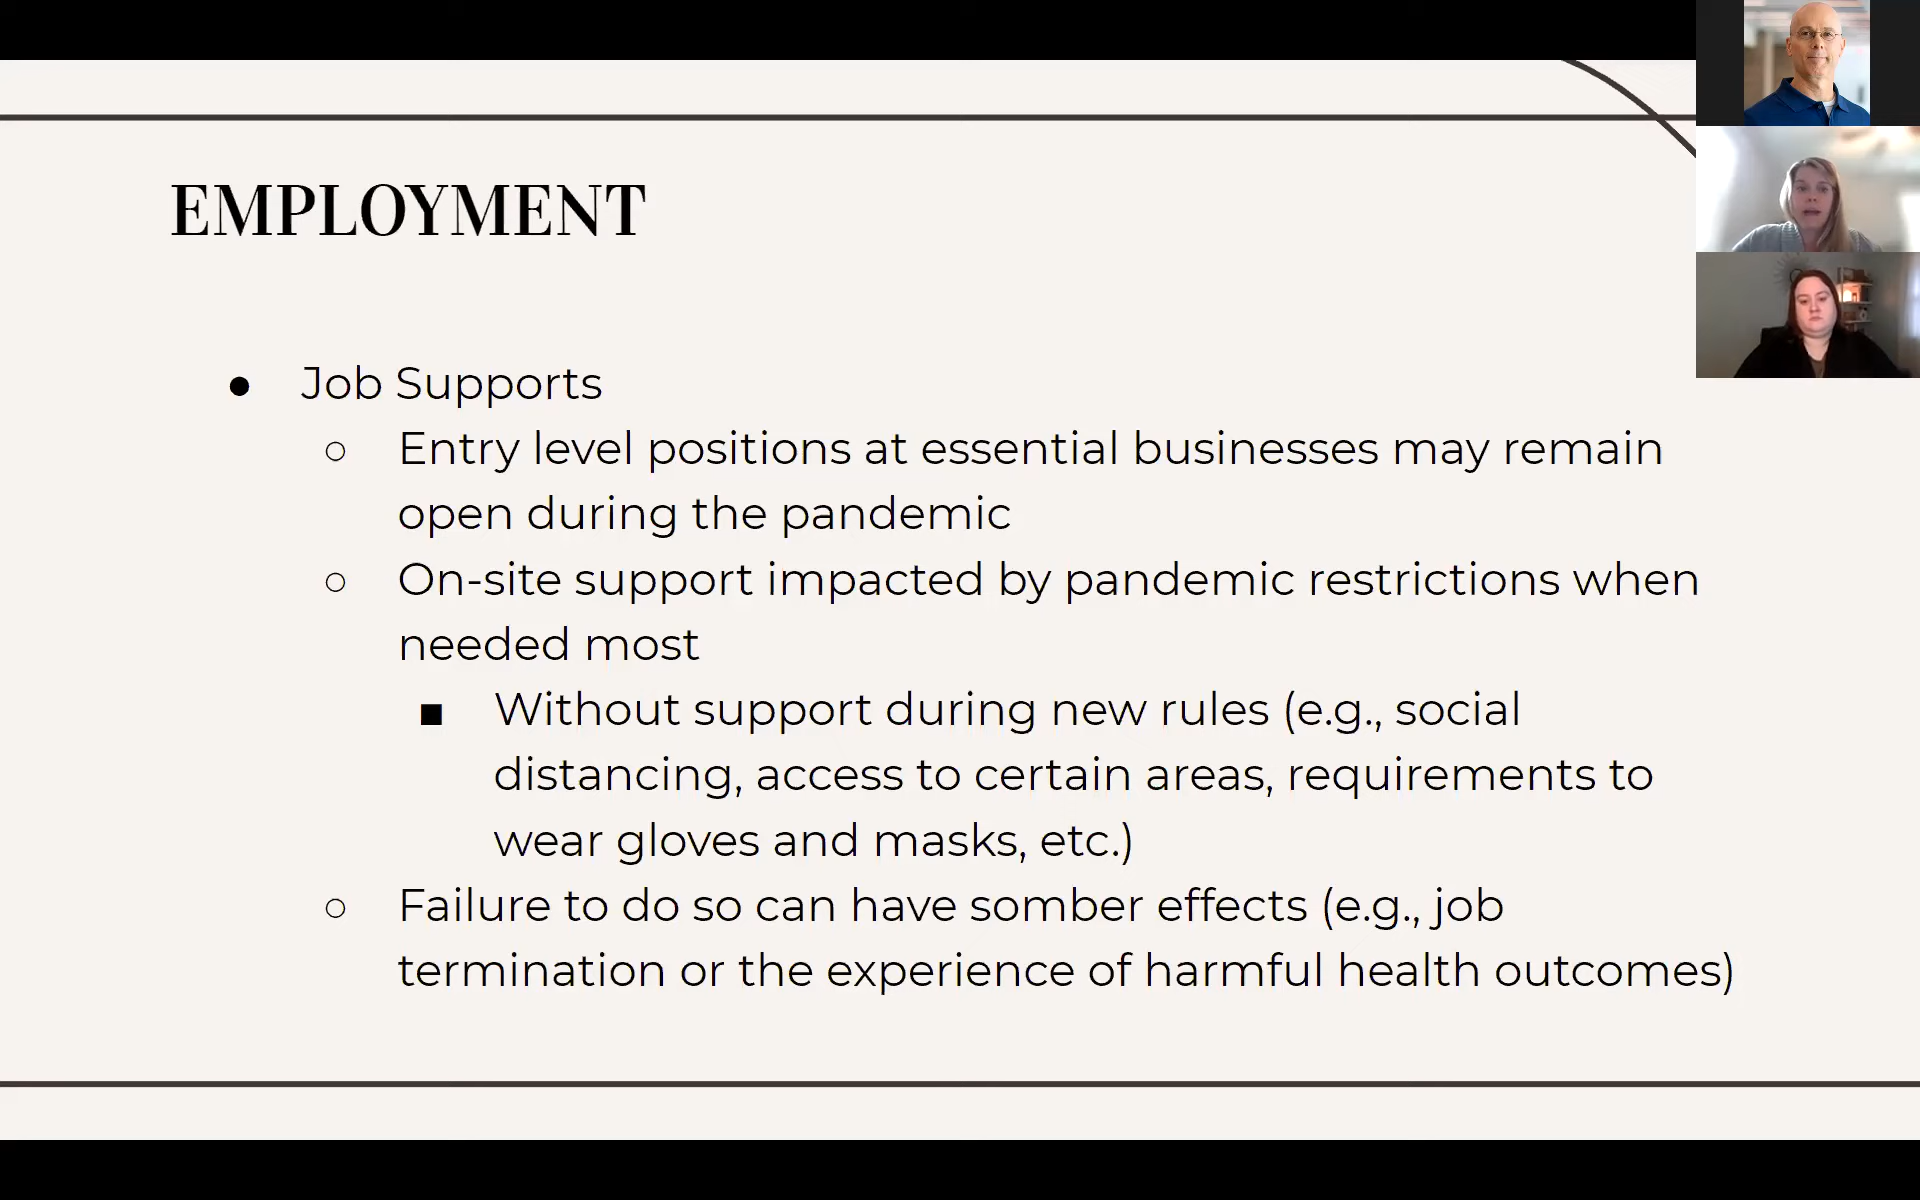 EMPLOYMENT
● Job Supports
○ Entry level positions at essential businesses may remain
open during the pandemic
○ On-site support impacted by pandemic restrictions when
needed most
■ Without support during new rules (e.g., social
distancing, access to certain areas, requirements to
wear gloves and masks, etc.)
○ Failure to do so can have somber effects (e.g., job
termination or the experience of harmful health outcomes)